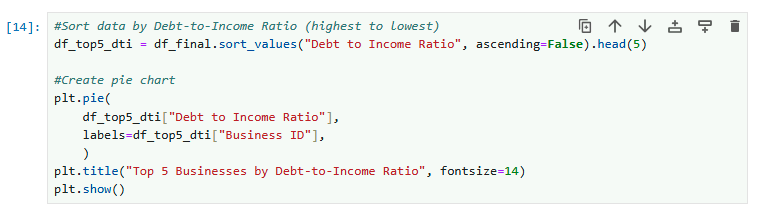 [14]: #Sort data by Debt-to-Income Ratio (highest to lowest)
df_top5_dti = df_final.sort_values("Debt to Income Ratio", ascending=False).head(5)

#Create pie chart
plt.pie(
    df_top5_dti["Debt to Income Ratio"],
    labels=df_top5_dti["Business ID"],
    )
plt.title("Top 5 Businesses by Debt-to-Income Ratio", fontsize=14)
plt.show()